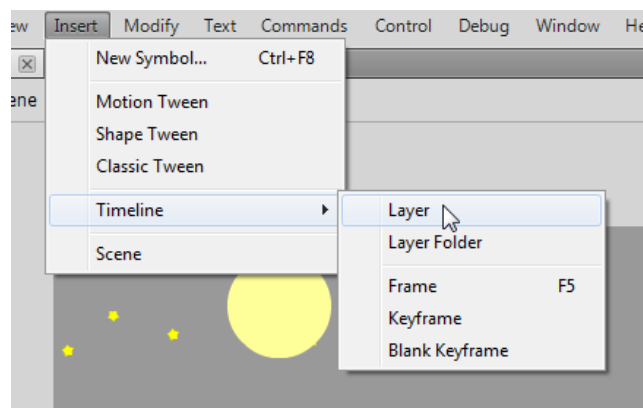 ew Insert Modify Text Commands Control Debug Window He
ene
New Symbol... Ctrl+F8
Motion Tween
Shape Tween
Classic Tween
Timeline
Scene
Layer
Layer Folder
Frame F5
Keyframe
Blank Keyframe